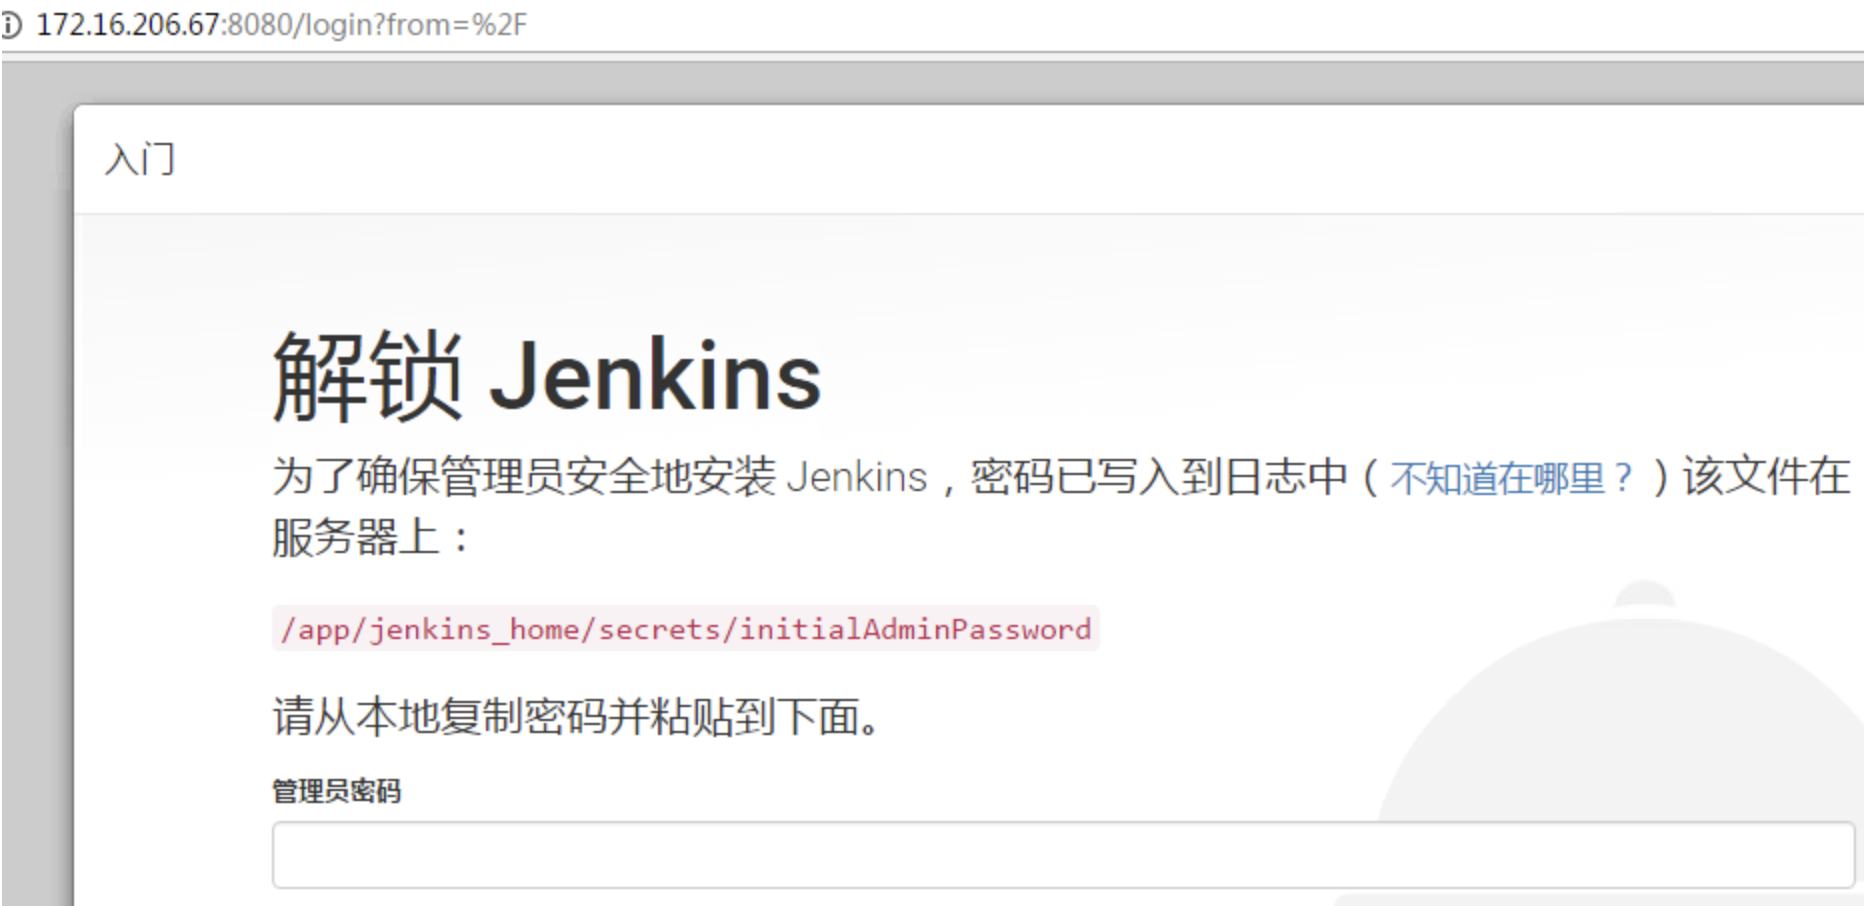 172.16.206.67:8080/login?from=%2F
入门
解锁 Jenkins
为了确保管理员安全地安装 Jenkins，密码已写入到日志中（不知道在哪里？）该文件在
服务器上：
/app/jenkins_home/secrets/initialAdminPassword
请从本地复制密码并粘贴到下面。
管理员密码